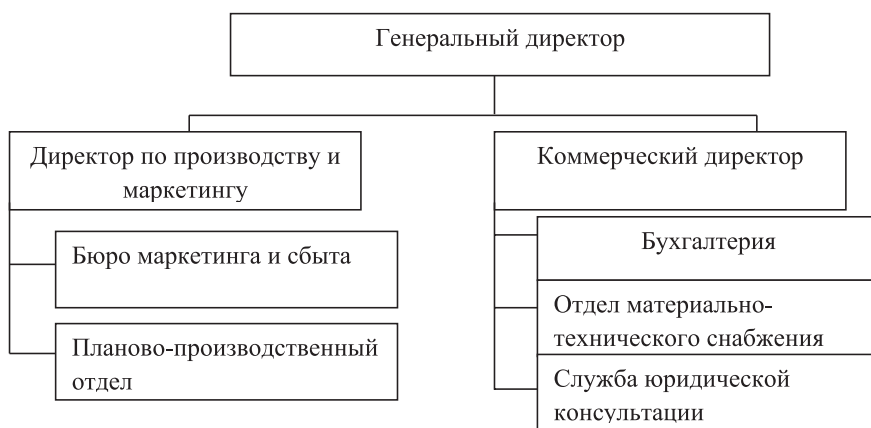 Генеральный директор
Директор по производству и
маркетингу
Бюро маркетинга и сбыта
Планово-производственный
отдел
Коммерческий директор
Бухгалтерия
Отдел материально-
технического снабжения
Служба юридической
консультации